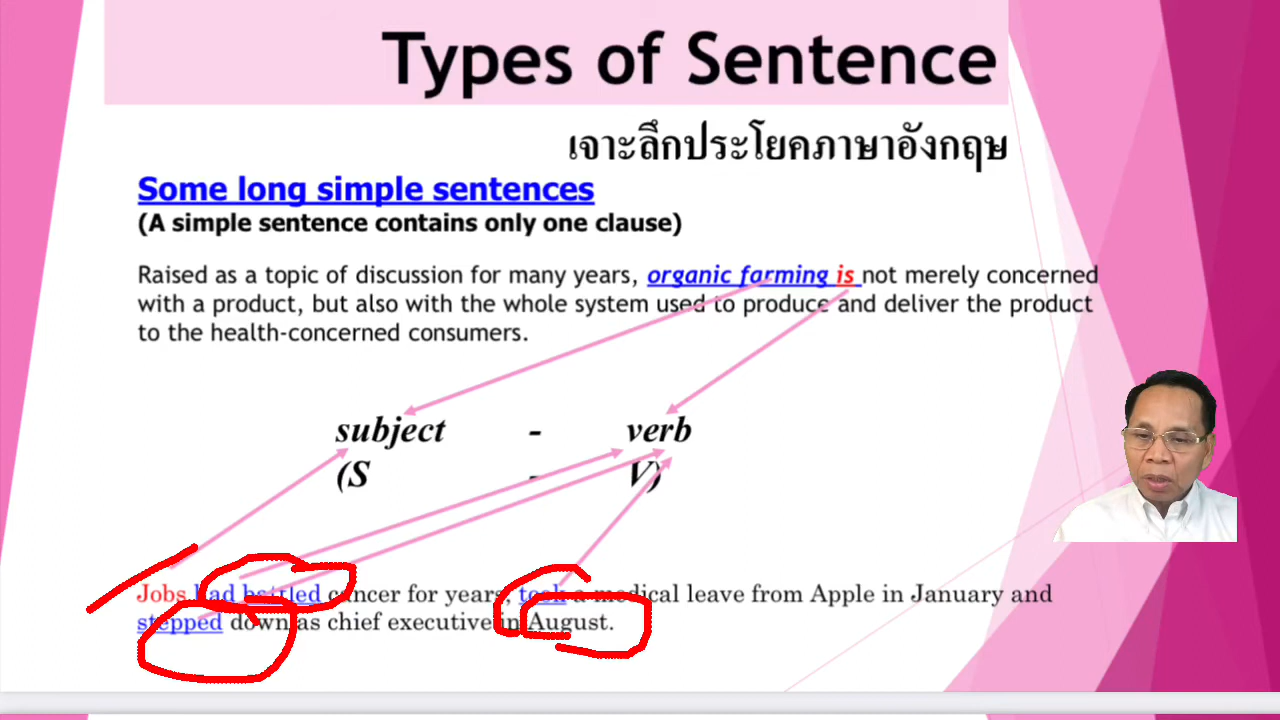 Types of Sentence
เจาะลึกประโยคภาษาอังกฤษ
Some long simple sentences
(A simple sentence contains only one clause)
Raised as a topic of discussion for many years, organic farming is not merely concerned
with a product, but also with the whole system used to produce and deliver the product
to the health-concerned consumers.
subject - verb
(S - V)
Jobs had battled cancer for years, took a medical leave from Apple in January and
stepped down as chief executive in August.